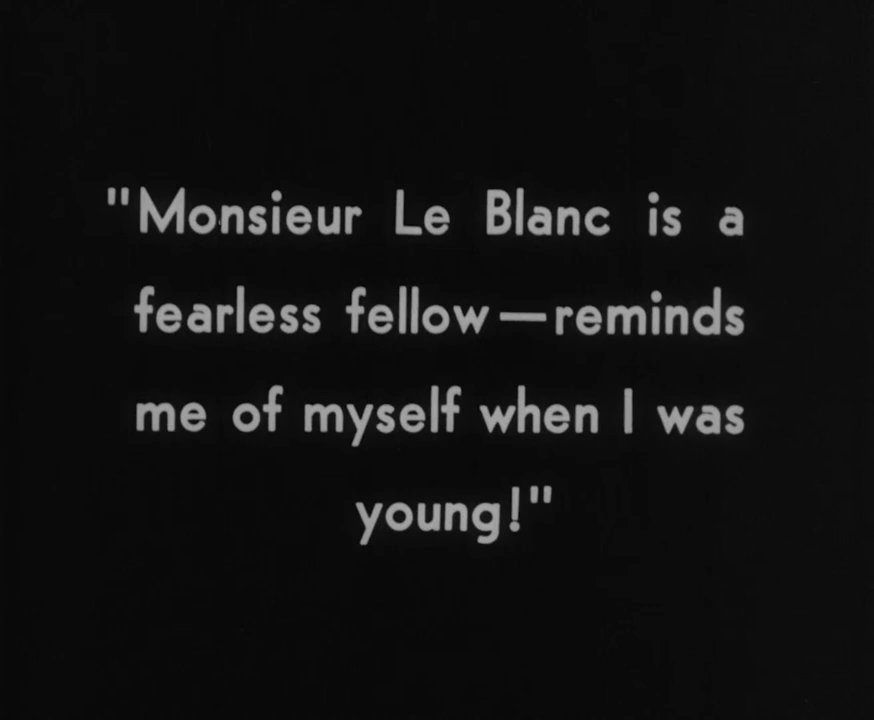 "Monsieur Le Blanc is a
fearless fellow—reminds
me of myself when I was
young!"